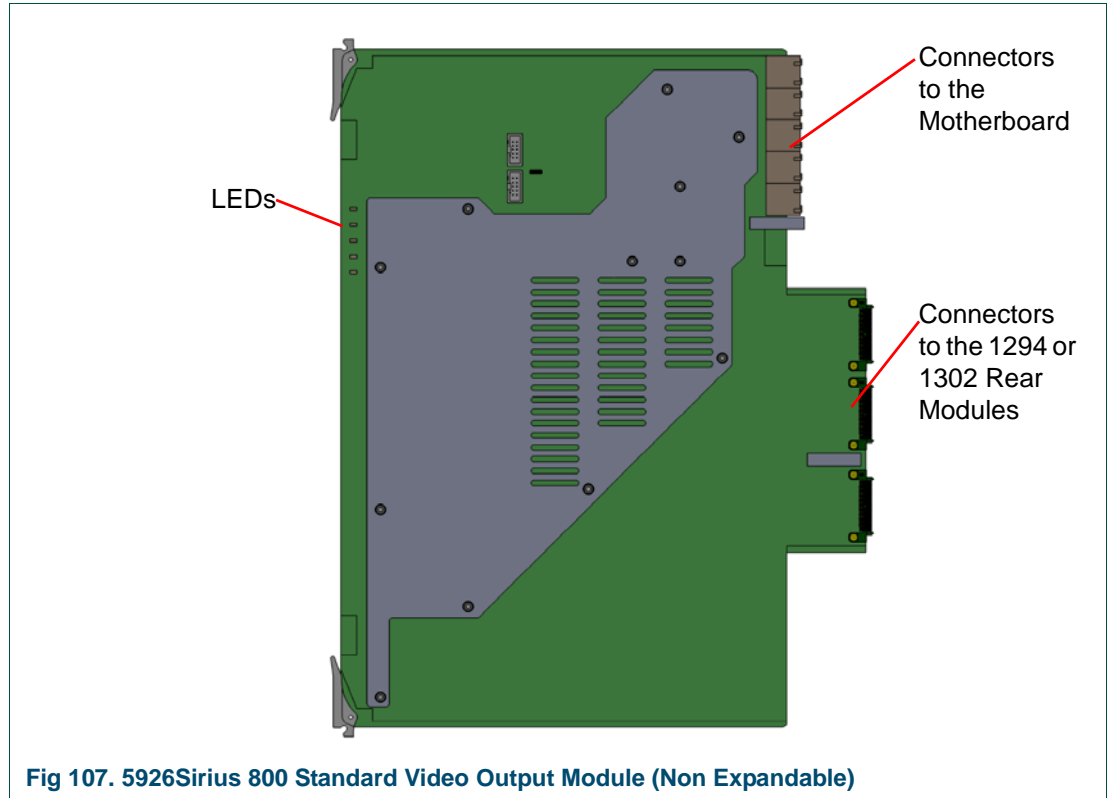 Connectors
to the
Motherboard
LEDs
Connectors
to the 1294 or
1302 Rear
Modules
Fig 107. 5926Sirius 800 Standard Video Output Module (Non Expandable)